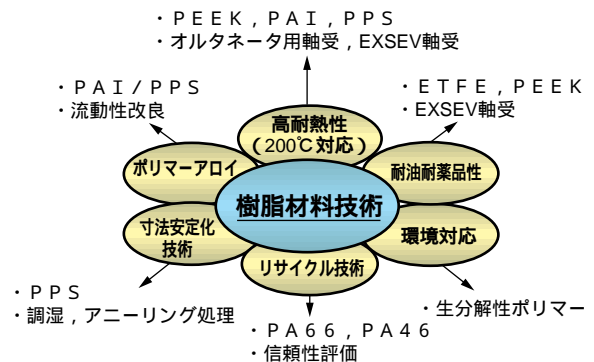 ・ＰＥＥＫ，ＰＡＩ，ＰＰＳ
・オルタネータ用軸受，EXSEV軸受
・ＰＡＩ／ＰＰＳ
・流動性改良
・ＥＴＦＥ，ＰＥＥＫ
・EXSEV軸受
高耐熱性
（200℃対応）
ポリマーアロイ
耐油耐薬品性
樹脂材料技術
寸法安定化
技術
環境対応
リサイクル技術
・ＰＰＳ
・調湿，アニーリング処理
・生分解性ポリマー
・ＰＡ６６，ＰＡ４６
・信頼性評価